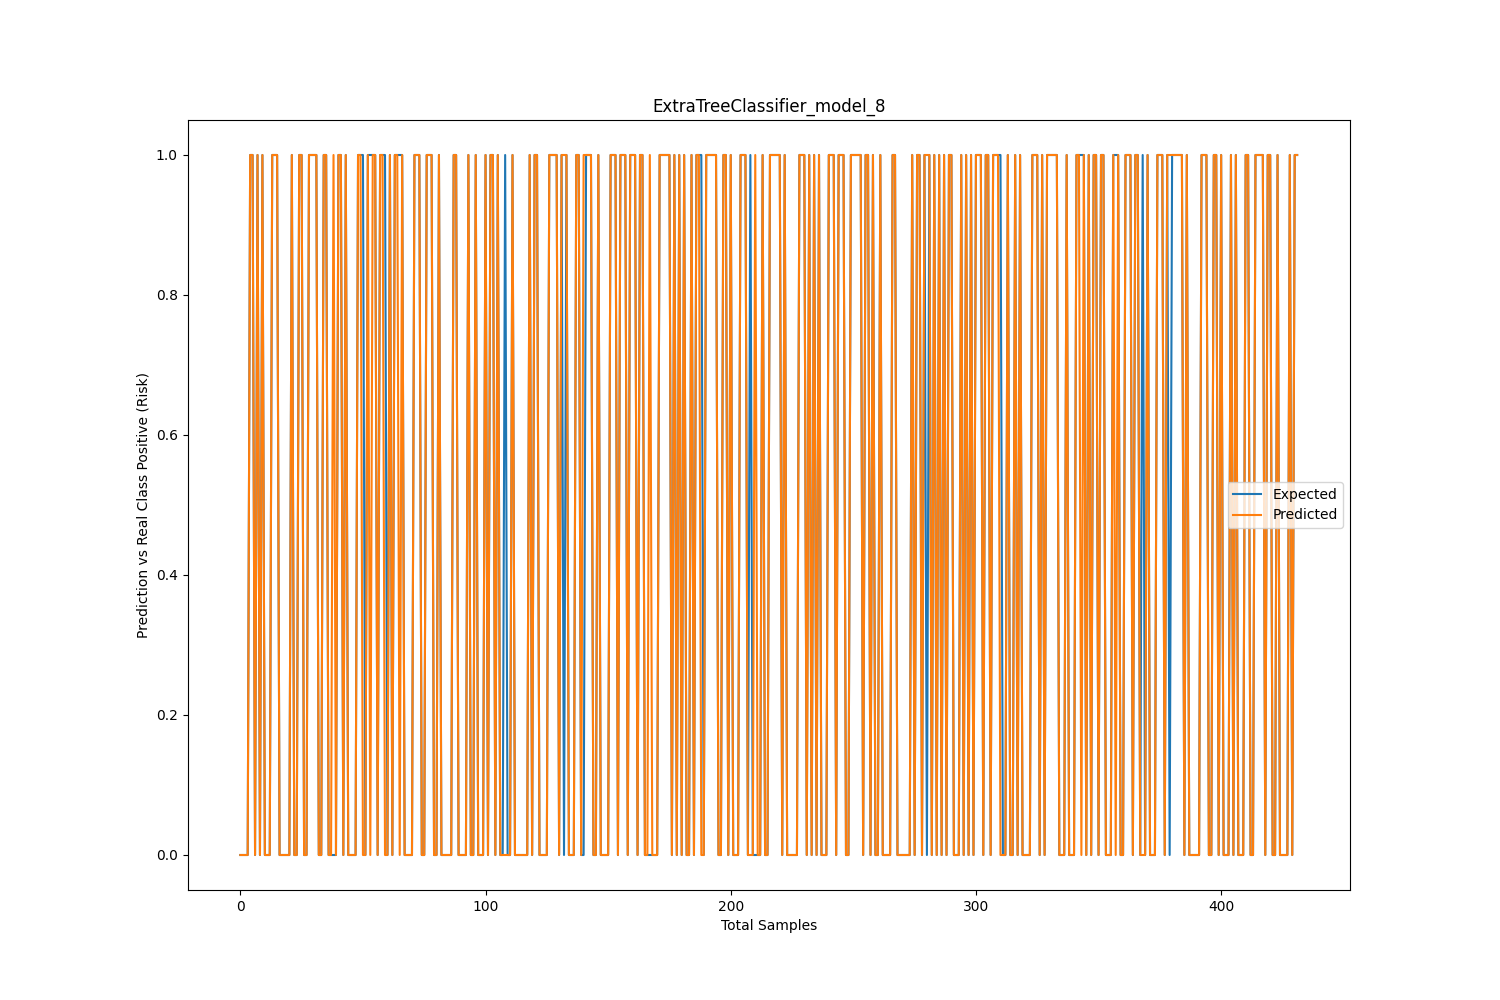 ExtraTreeClassifier_model_8
Prediction vs Real Class Positive (Risk)
1.0
0.8
0.6
0.4
0.2
0.0
Expected
Predicted
0 100 200 300 400
Total Samples